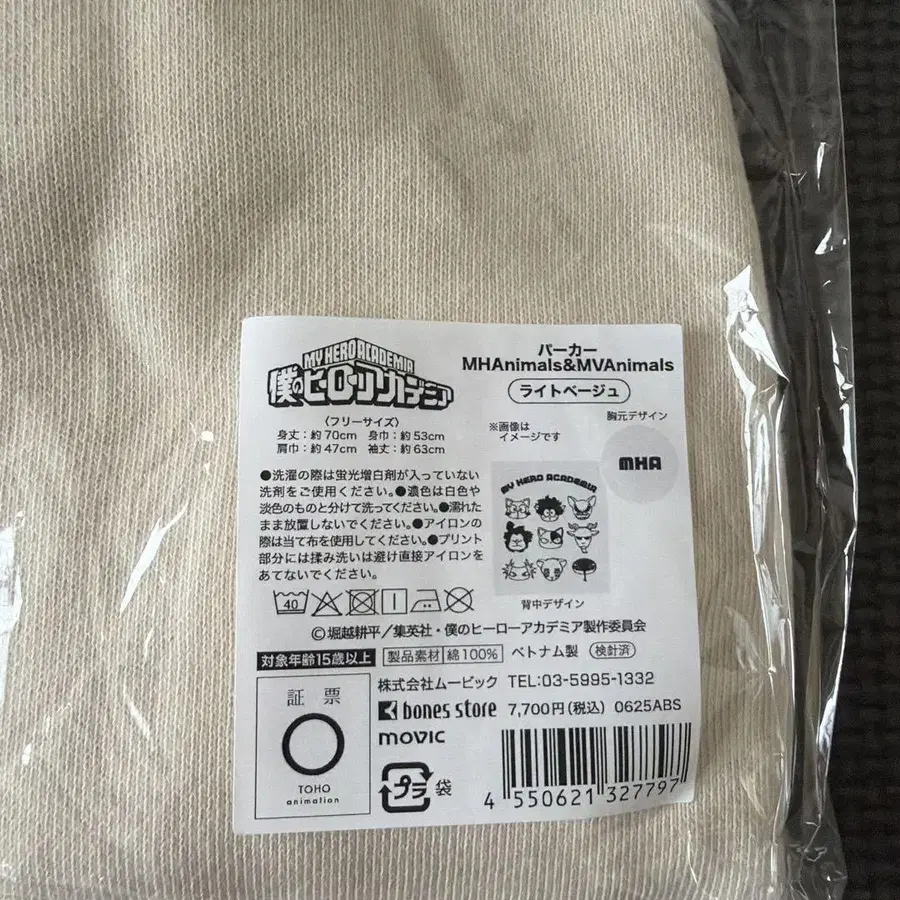 MY HERO ACADEMIA
僕のヒーローアカデミア
パーカー
MHAnimals&MVAnimals
ライトベージュ
〈フリーサイズ〉
身丈：約70cm 身巾：約53cm
肩巾：約47cm 袖丈：約63cm
※画像は
イメージです
胸元デザイン
MHA
MY HERO ACADEMIA
背中デザイン
●洗濯の際は蛍光増白剤が入っていない
洗剤をご使用ください。●濃色は白色や
淡色のものと分けて洗ってください。●濡れた
まま放置しないでください。●アイロンの
際は当て布を使用してください。●プリント
部分には揉み洗いは避け直接アイロンを
あてないでください。
40
©堀越耕平／集英社・僕のヒーローアカデミア製作委員会
対象年齢15歳以上 製品素材 綿100% ベトナム製 検針済
証票
TOHO
animation
株式会社ムービック TEL:03-5995-1332
bones store 7,700円(税込) 0625ABS
movic
プラ 袋
4 550621 327797